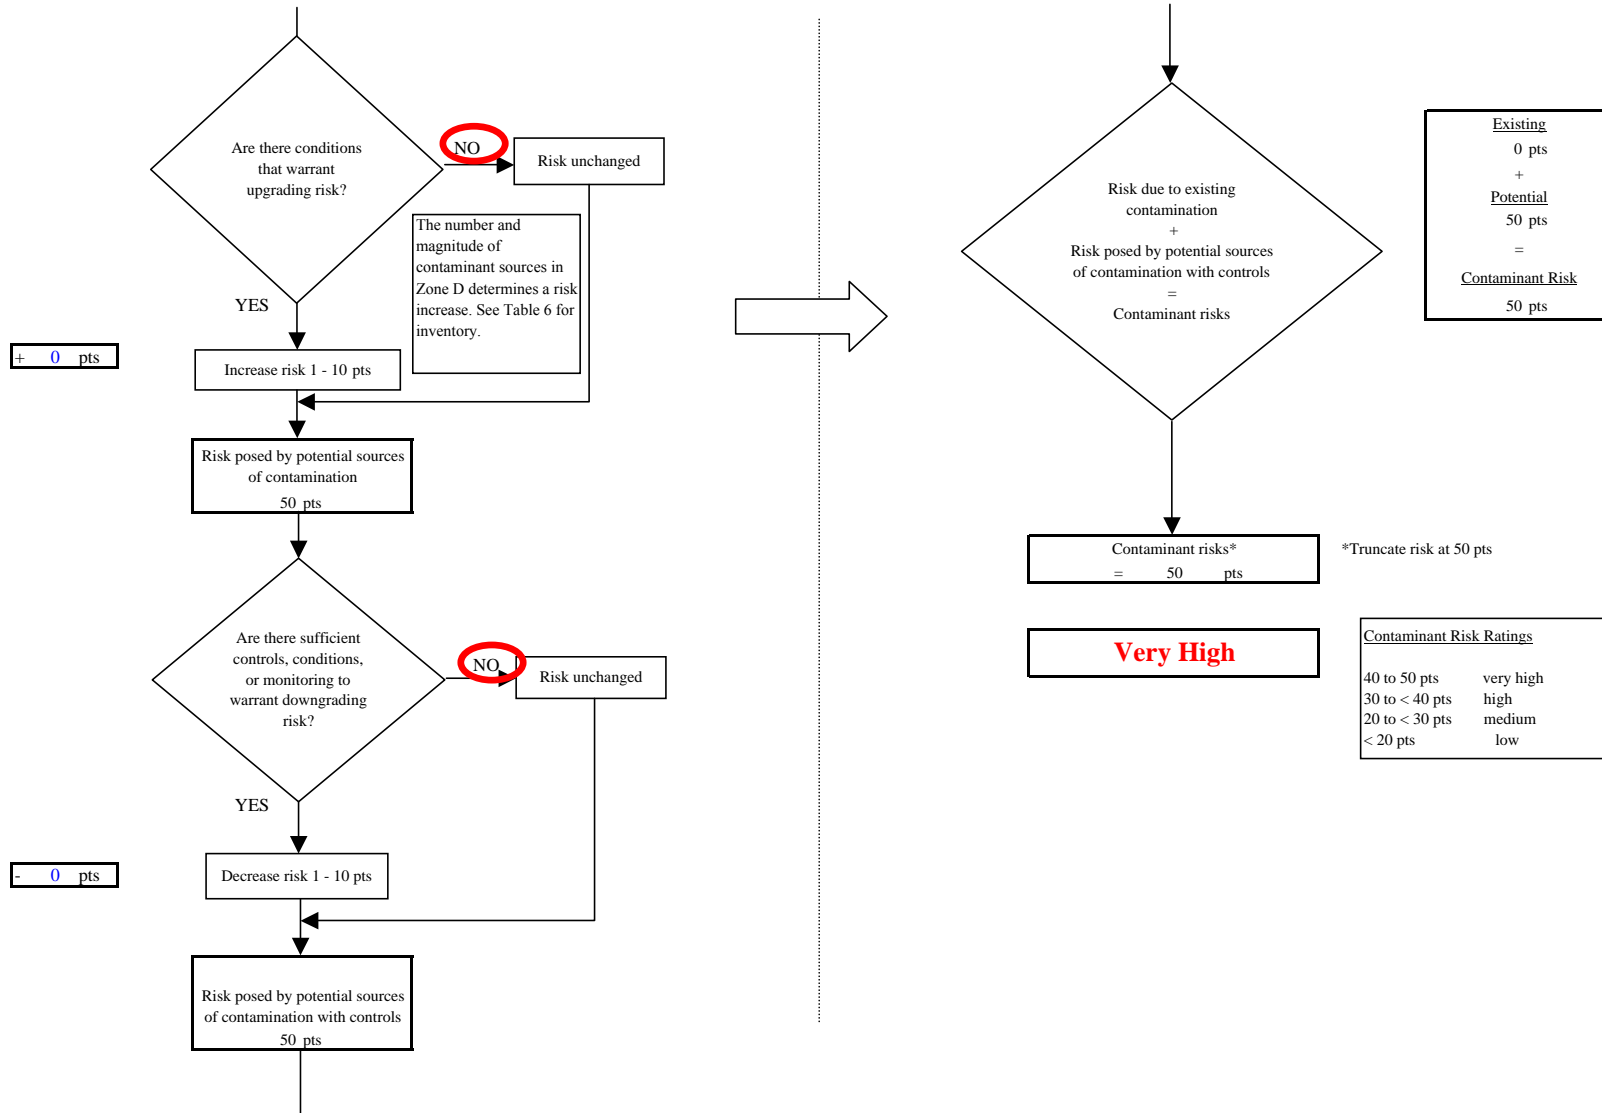 Are there conditions
that warrant
upgrading risk?
NO
Risk unchanged
The number and
magnitude of
contaminant sources in
Zone D determines a risk
increase. See Table 6 for
inventory.
YES
+ 0 pts
Increase risk 1 - 10 pts
Risk posed by potential sources
of contamination
50 pts
Are there sufficient
controls, conditions,
or monitoring to
warrant downgrading
risk?
NO
Risk unchanged
YES
- 0 pts
Decrease risk 1 - 10 pts
Risk posed by potential sources
of contamination with controls
50 pts
Risk due to existing
contamination
+
Risk posed by potential sources
of contamination with controls
=
Contaminant risks
Existing
0 pts
+
Potential
50 pts
=
Contaminant Risk
50 pts
Contaminant risks*
= 50 pts
*Truncate risk at 50 pts
Very High
Contaminant Risk Ratings
40 to 50 pts very high
30 to < 40 pts high
20 to < 30 pts medium
< 20 pts low